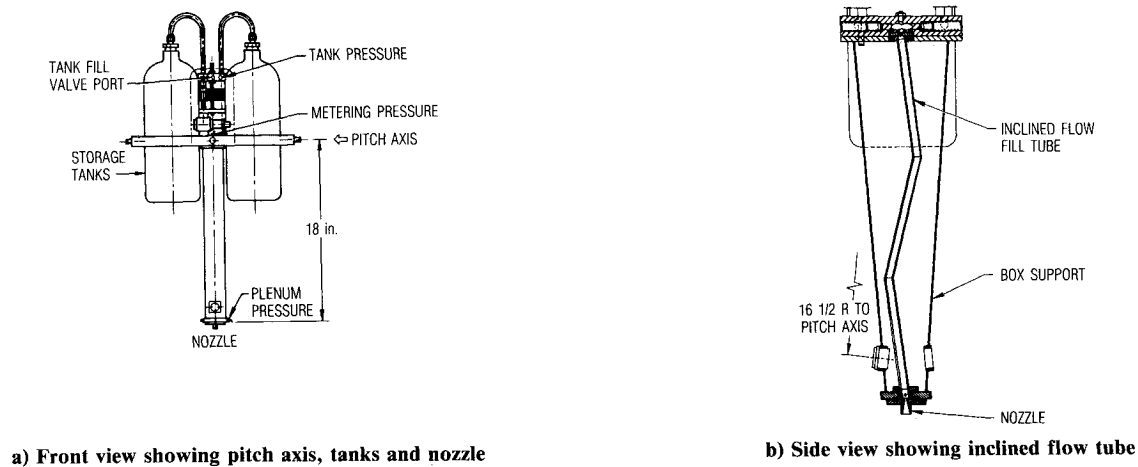 TANK FILL
VALVE PORT
TANK PRESSURE
METERING PRESSURE
⇦ PITCH AXIS
STORAGE
TANKS
18 in.
PLENUM
PRESSURE
NOZZLE
a) Front view showing pitch axis, tanks and nozzle
INCLINED FLOW
FILL TUBE
BOX SUPPORT
16 1/2 R TO
PITCH AXIS
NOZZLE
b) Side view showing inclined flow tube